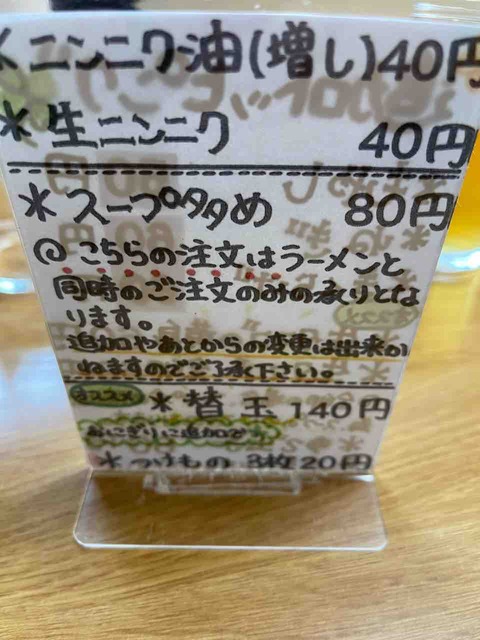 ＊ニンニク油(増し)40円
＊生ニンニク 40円
＊スープ多め 80円
◎こちらの注文はラーメンと
同時のご注文のみの承りとな
ります。
追加やあとからの変更は出来か
ねますのでご了承下さい。
オススメ ＊替玉 140円
おにぎりに追加で♪
＊つけもの 3枚20円